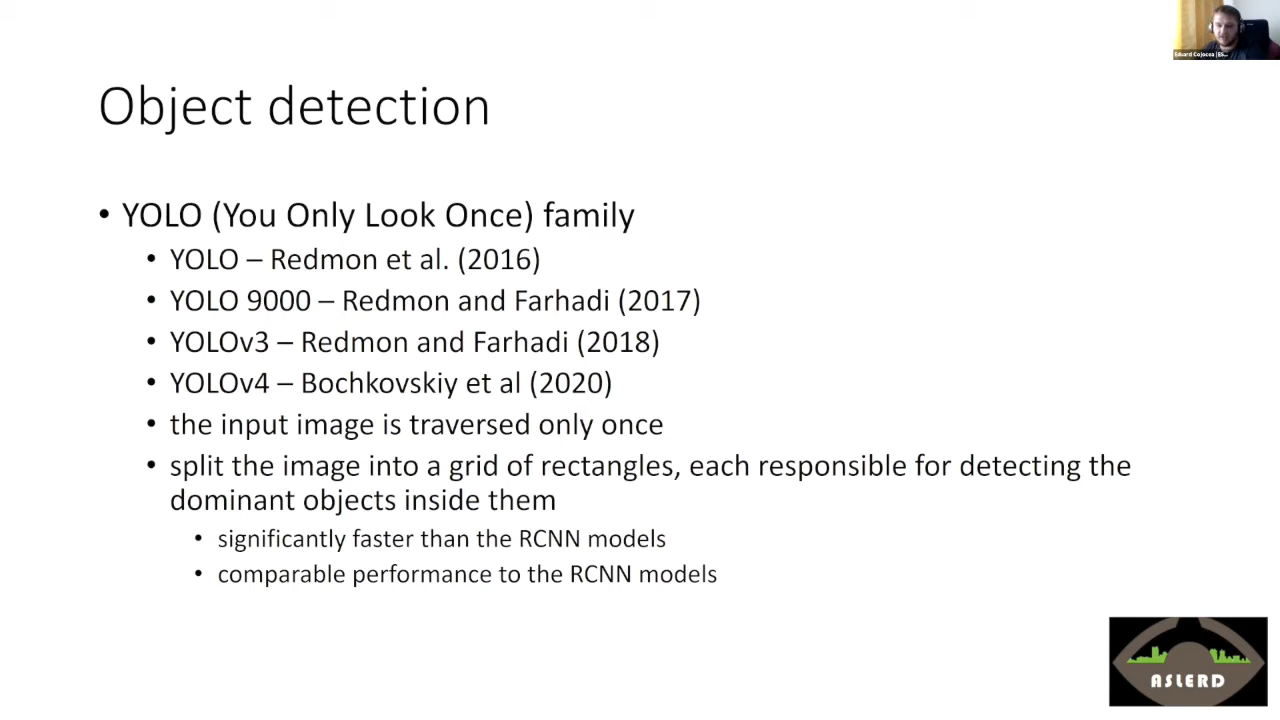 Eduard Cojocea
Object detection
• YOLO (You Only Look Once) family
• YOLO – Redmon et al. (2016)
• YOLO 9000 – Redmon and Farhadi (2017)
• YOLOv3 – Redmon and Farhadi (2018)
• YOLOv4 – Bochkovskiy et al (2020)
• the input image is traversed only once
• split the image into a grid of rectangles, each responsible for detecting the
dominant objects inside them
• significantly faster than the RCNN models
• comparable performance to the RCNN models
ASLERD